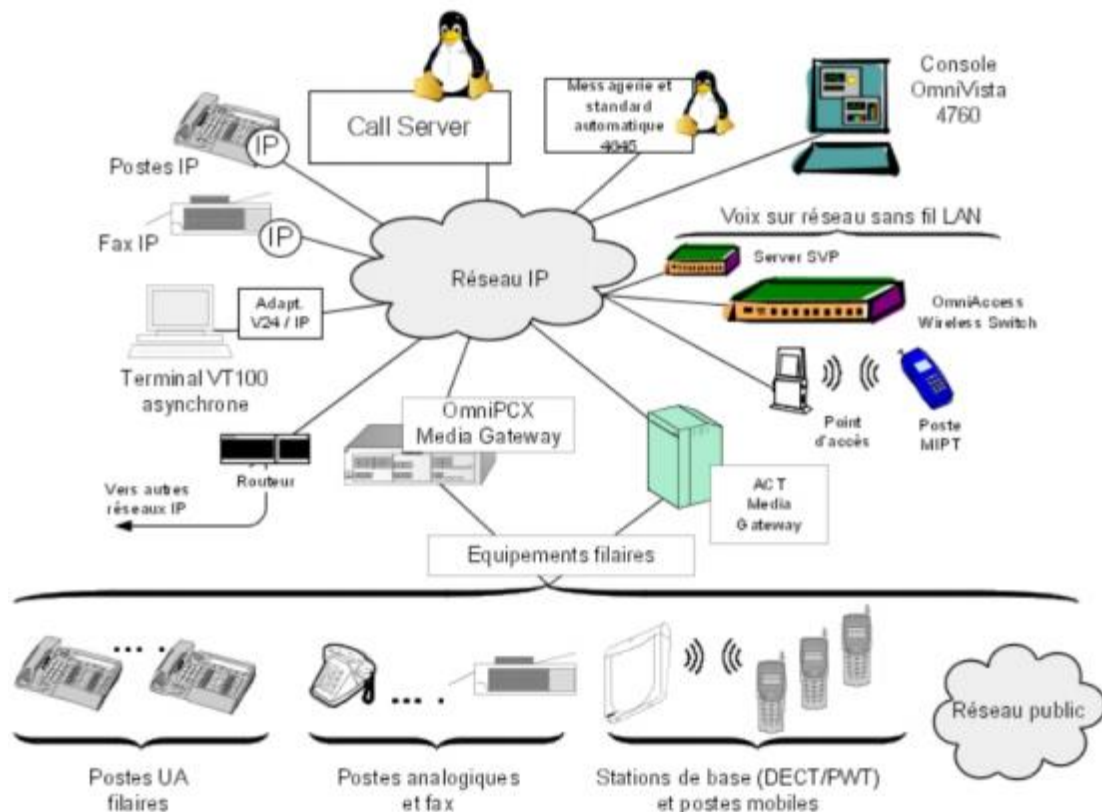 Call Server
Messagerie et
standard
automatique
4645
Console
OmniVista
4760
IP
Postes IP
IP
Fax IP
Voix sur réseau sans fil LAN
Server SVP
Réseau IP
OmniAccess
Wireless Switch
Adapt.
V24 / IP
Terminal VT100
asynchrone
OmniPCX
Media Gateway
Point
d'accès
Poste
MIPT
Routeur
Vers autres
réseaux IP
ACT
Media
Gateway
Equipements filaires
Réseau public
Postes UA
filaires
Postes analogiques
et fax
Stations de base (DECT/PWT)
et postes mobiles